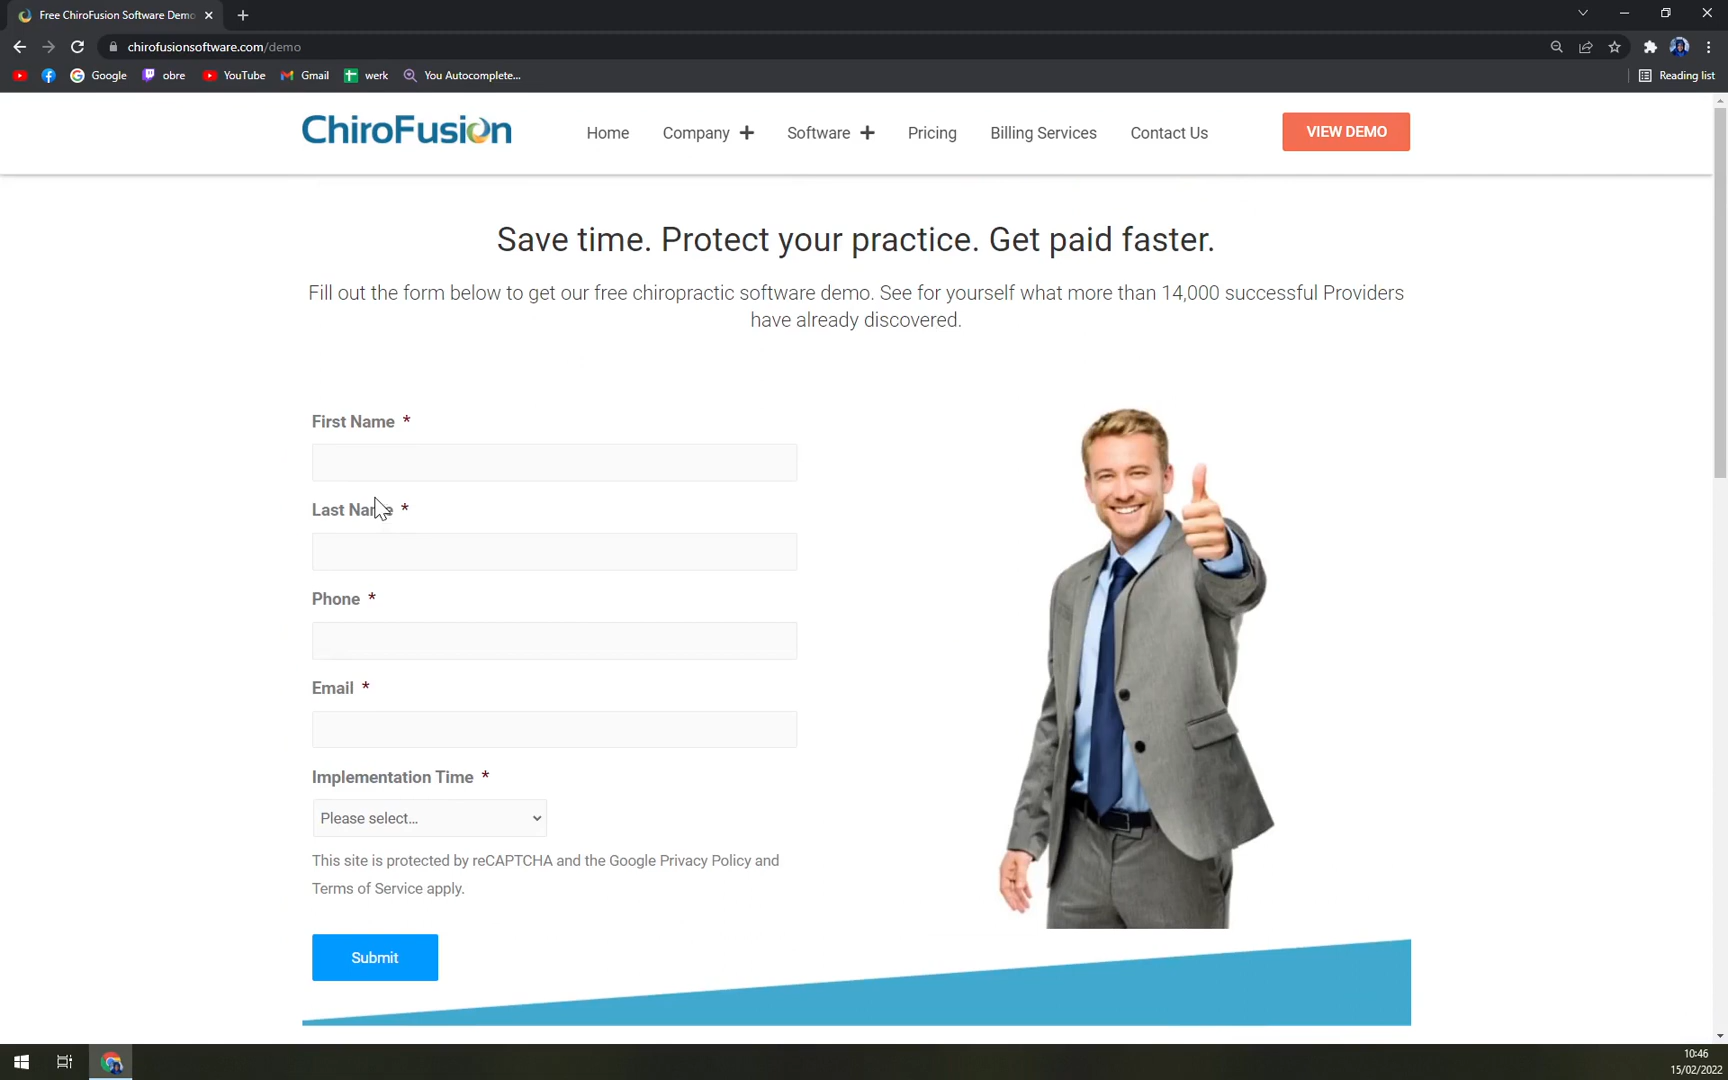 Free ChiroFusion Software Demo
chirofusionsoftware.com/demo
Google
obre
YouTube
Gmail
werk
You Autocomplete...
Reading list
ChiroFusion
Home
Company +
Software +
Pricing
Billing Services
Contact Us
VIEW DEMO
Save time. Protect your practice. Get paid faster.
Fill out the form below to get our free chiropractic software demo. See for yourself what more than 14,000 successful Providers
have already discovered.
First Name *
Last Name *
Phone *
Email *
Implementation Time *
Please select...
This site is protected by reCAPTCHA and the Google Privacy Policy and
Terms of Service apply.
Submit
10:46
15/02/2022